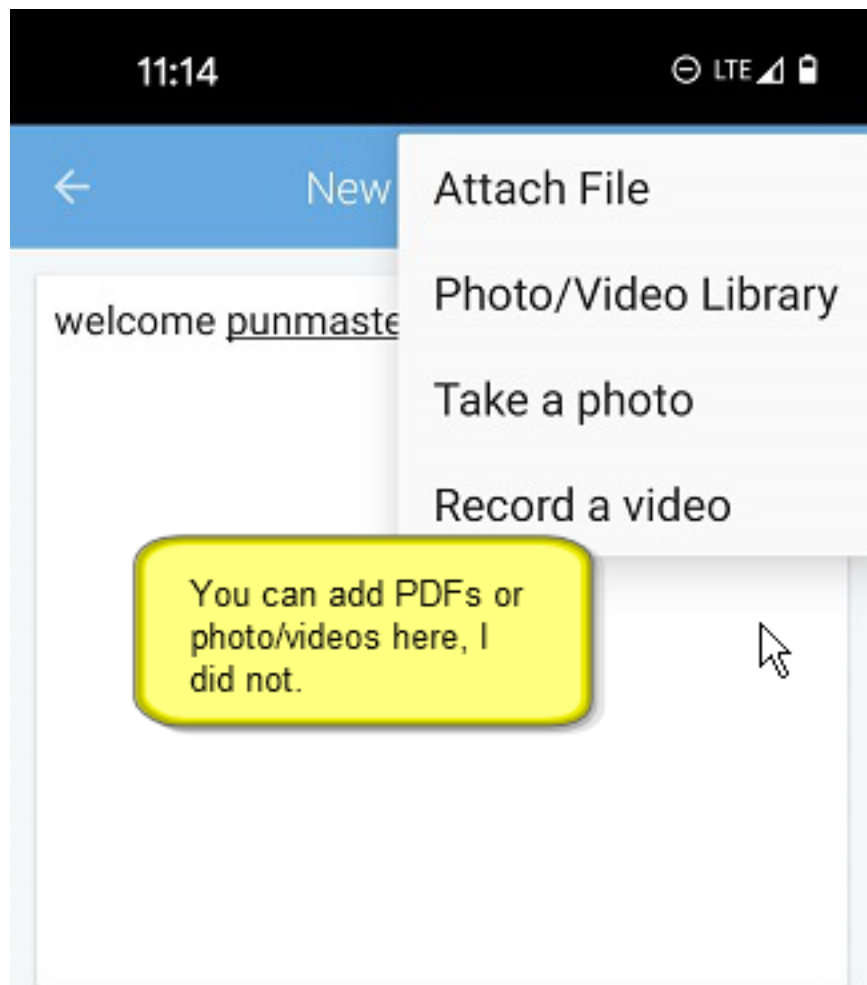 11:14
LTE
New
Attach File
Photo/Video Library
Take a photo
Record a video
welcome
You can add PDFs or
photo/videos here, I
did not.